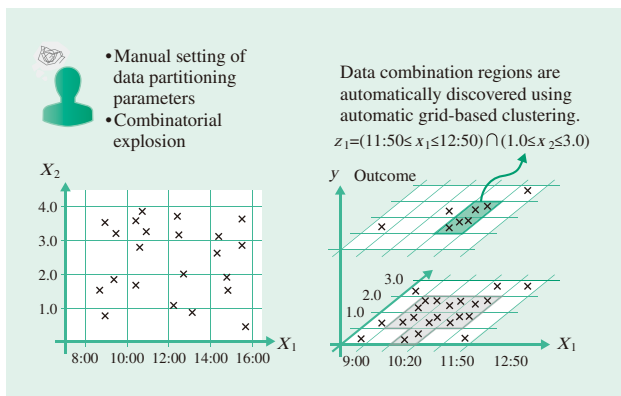 •Manual setting of
data partitioning
parameters
•Combinatorial
explosion
X2
4.0
3.0
2.0
1.0
8:00 10:00 12:00 14:00 16:00 X1
Data combination regions are
automatically discovered using
automatic grid-based clustering.
z1=(11:50≤ x1≤12:50)∩(1.0≤x2≤3.0)
y Outcome
3.0
2.0
1.0
9:00 10:20 11:50 12:50 X1